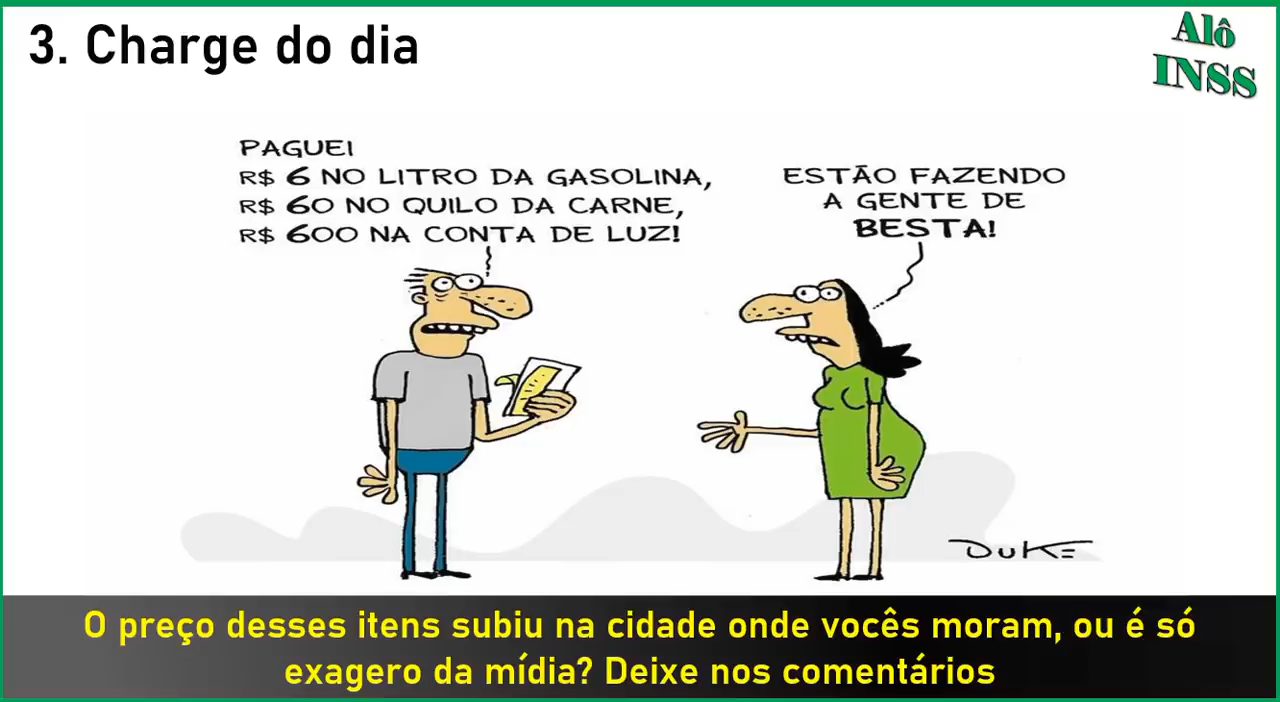 3. Charge do dia
Alô
INSS
PAGUEI
R$ 6 NO LITRO DA GASOLINA,
R$ 60 NO QUILO DA CARNE,
R$ 600 NA CONTA DE LUZ!
ESTÃO FAZENDO
A GENTE DE
BESTA!
DUKE
O preço desses itens subiu na cidade onde vocês moram, ou é só
exagero da mídia? Deixe nos comentários